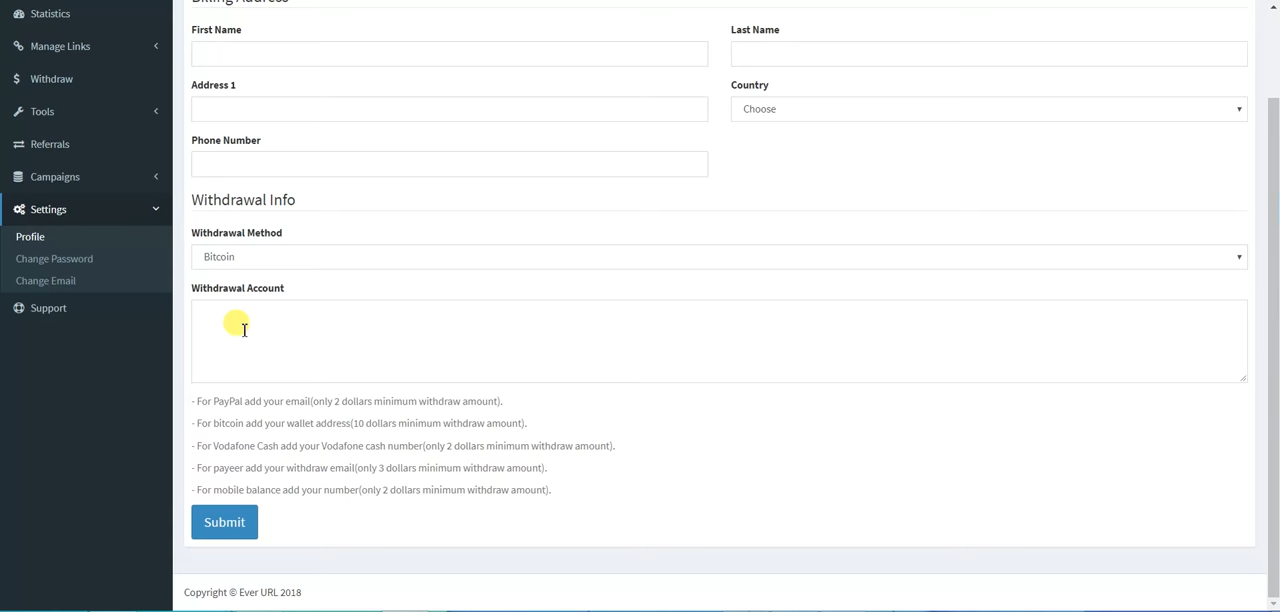 Statistics
Manage Links
Withdraw
Tools
Referrals
Campaigns
Settings
Profile
Change Password
Change Email
Support
Billing Address
First Name
Last Name
Address 1
Country
Choose
Phone Number
Withdrawal Info
Withdrawal Method
Bitcoin
Withdrawal Account
- For PayPal add your email(only 2 dollars minimum withdraw amount).
- For bitcoin add your wallet address(10 dollars minimum withdraw amount).
- For Vodafone Cash add your Vodafone cash number(only 2 dollars minimum withdraw amount).
- For payeer add your withdraw email(only 3 dollars minimum withdraw amount).
- For mobile balance add your number(only 2 dollars minimum withdraw amount).
Submit
Copyright © Ever URL 2018